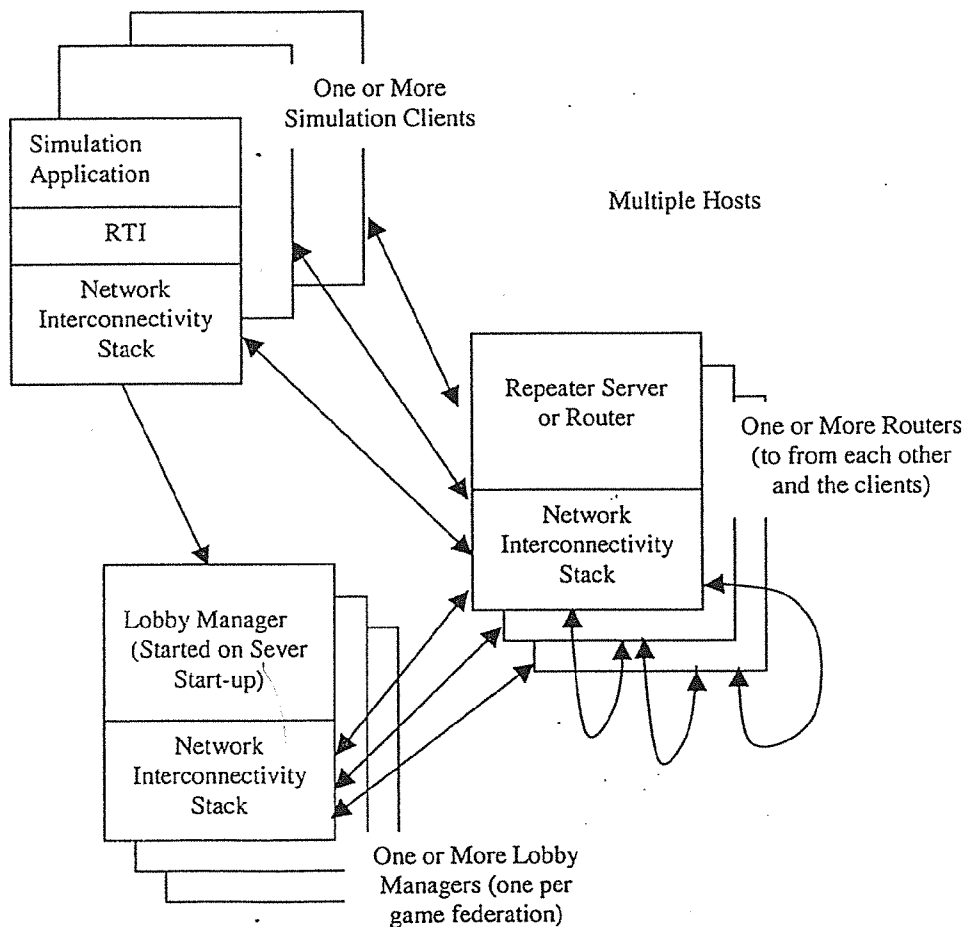 One or More
Simulation Clients
Simulation
Application
RTI
Network
Interconnectivity
Stack
Multiple Hosts
Repeater Server
or Router
Network
Interconnectivity
Stack
One or More Routers
(to from each other
and the clients)
Lobby Manager
(Started on Sever
Start-up)
Network
Interconnectivity
Stack
One or More Lobby
Managers (one per
game federation)